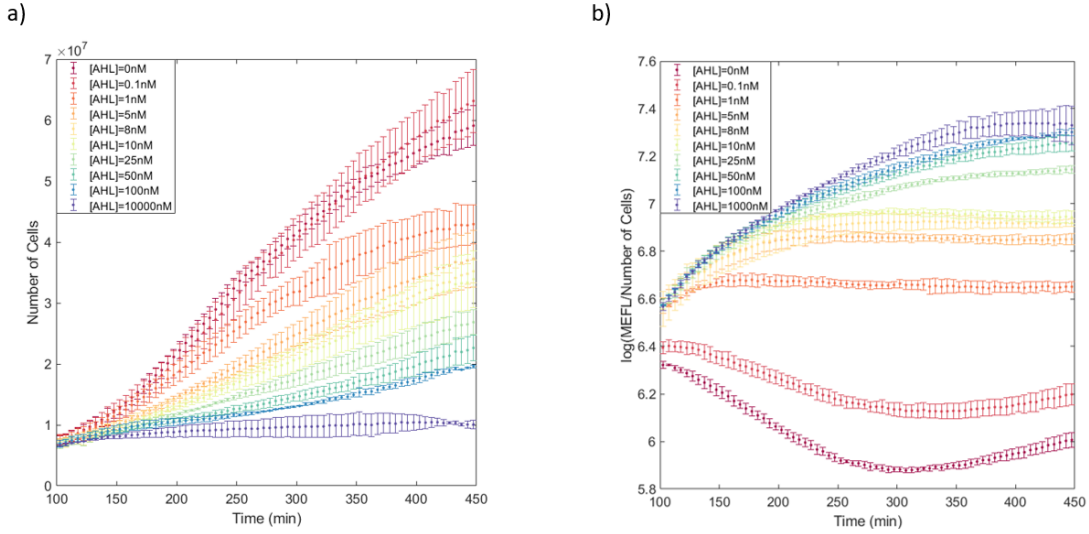 a)
×10^7
7
6
5
4
3
2
1
0
Number of Cells
[AHL]=0nM
[AHL]=0.1nM
[AHL]=1nM
[AHL]=5nM
[AHL]=8nM
[AHL]=10nM
[AHL]=25nM
[AHL]=50nM
[AHL]=100nM
[AHL]=10000nM
100 150 200 250 300 350 400 450
Time (min)
b)
7.6
7.4
7.2
7
6.8
6.6
6.4
6.2
6
5.8
log(MEFL/Number of Cells)
[AHL]=0nM
[AHL]=0.1nM
[AHL]=1nM
[AHL]=5nM
[AHL]=8nM
[AHL]=10nM
[AHL]=25nM
[AHL]=50nM
[AHL]=100nM
[AHL]=1000nM
100 150 200 250 300 350 400 450
Time (min)